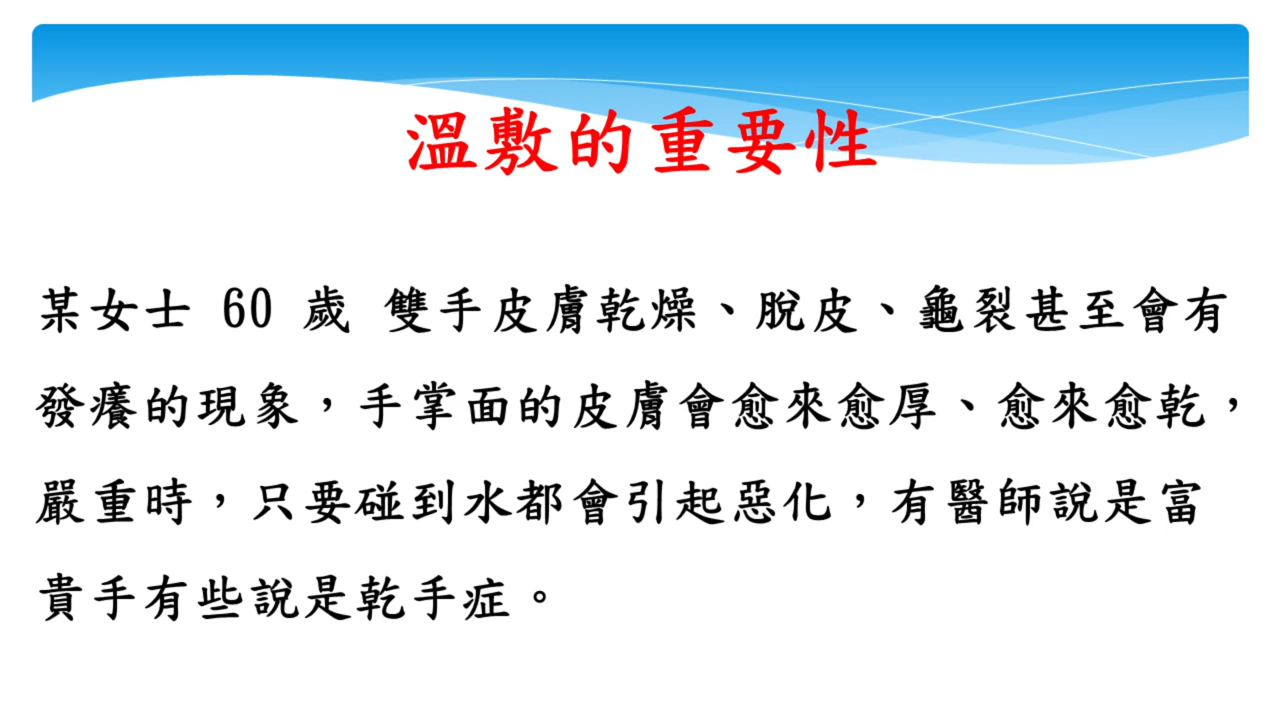 溫敷的重要性
某女士 60 歲 雙手皮膚乾燥、脫皮、龜裂甚至會有
發癢的現象，手掌面的皮膚會愈來愈厚、愈來愈乾，
嚴重時，只要碰到水都會引起惡化，有醫師說是富
貴手有些說是乾手症。